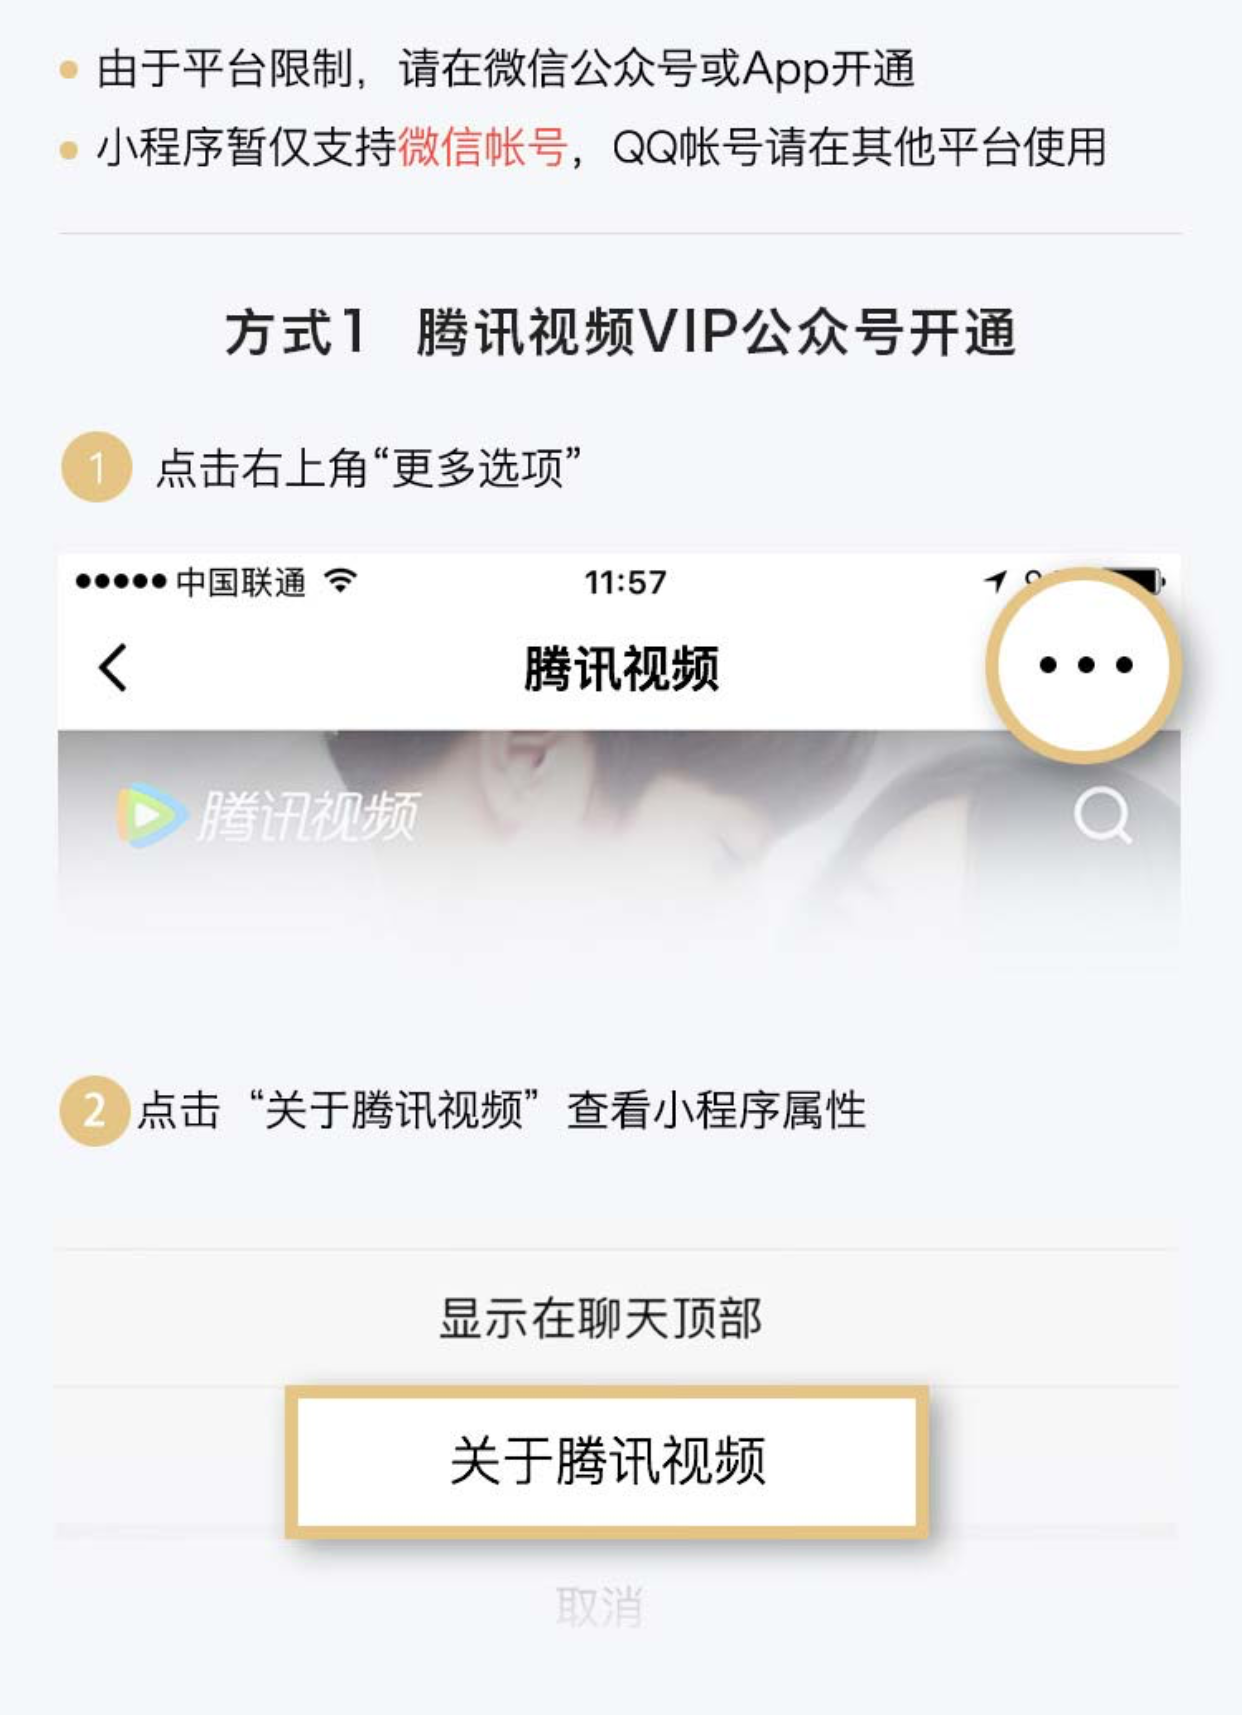 由于平台限制，请在微信公众号或App开通
小程序暂仅支持微信帐号，QQ帐号请在其他平台使用
方式1 腾讯视频VIP公众号开通
1 点击右上角“更多选项”
中国联通 11:57
腾讯视频
腾讯视频
2 点击“关于腾讯视频”查看小程序属性
显示在聊天顶部
关于腾讯视频
取消